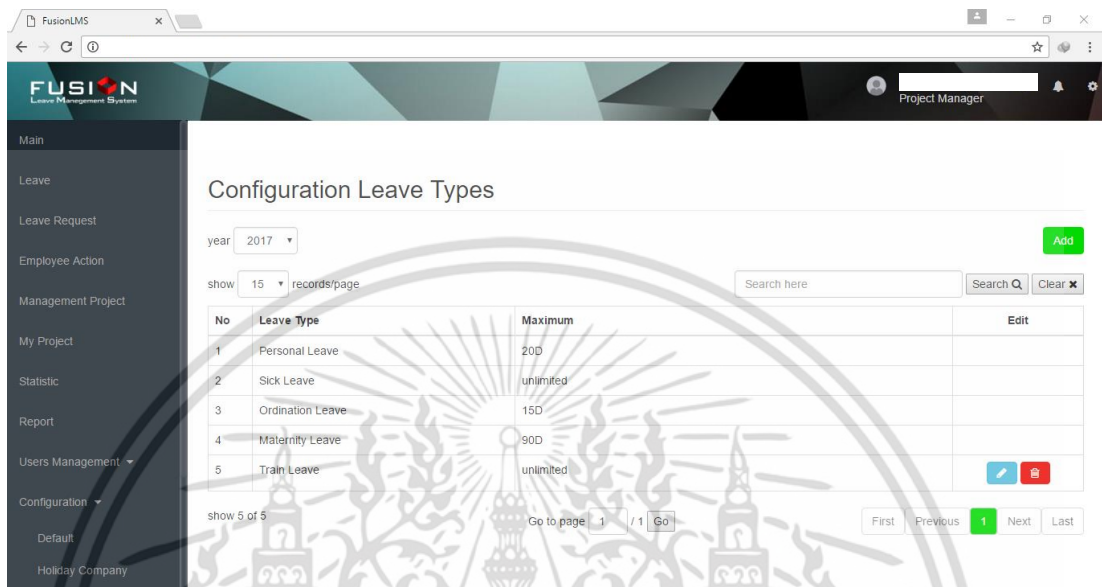 FusionLMS
FUSION
Leave Manegement System
Project Manager
Main
Leave
Leave Request
Employee Action
Management Project
My Project
Statistic
Report
Users Management
Configuration
Default
Holiday Company
Configuration Leave Types
year 2017
Add
show 15 records/page
Search here
Search
Clear
No Leave Type Maximum Edit
1 Personal Leave 20D
2 Sick Leave unlimited
3 Ordination Leave 15D
4 Maternity Leave 90D
5 Train Leave unlimited
show 5 of 5
Go to page 1 / 1 Go
First Previous 1 Next Last